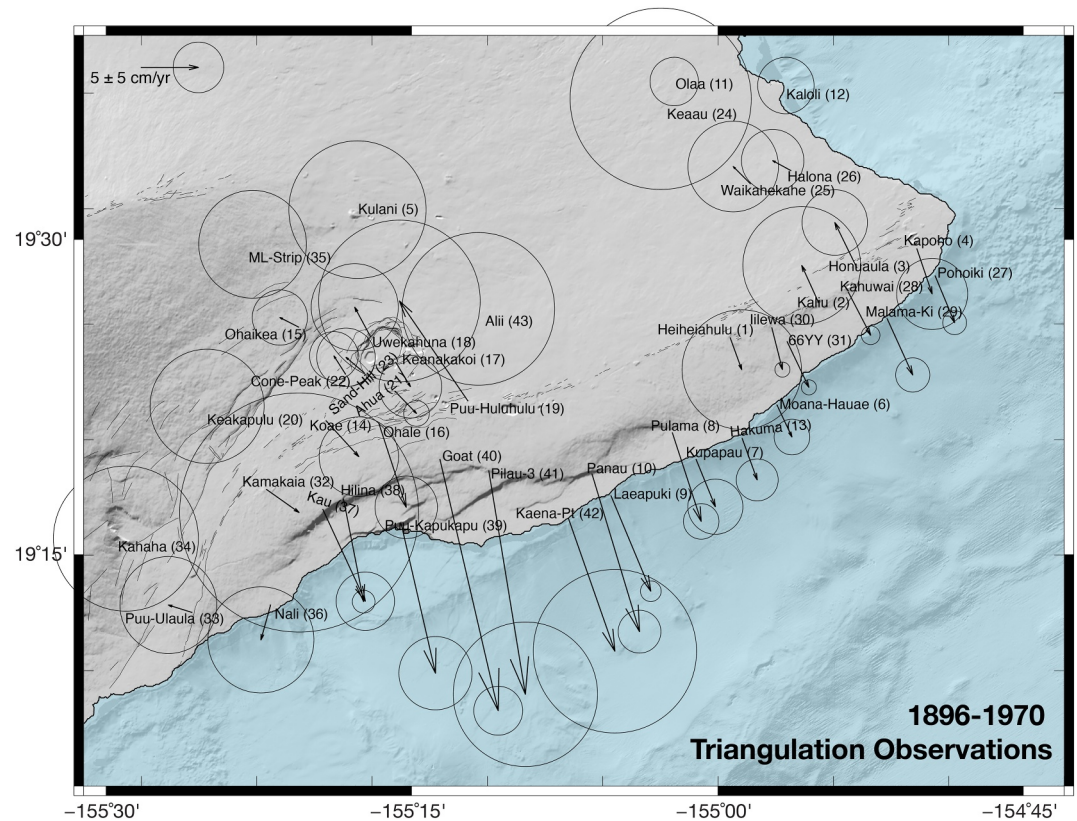 5 ± 5 cm/yr
Olaa (11)
Kaloli (12)
Keaau (24)
Halona (26)
Waikahekahe (25)
Kulani (5)
Kapoho (4)
ML-Strip (35)
Honuaula (3)
Pohoiki (27)
Kahuwai (28)
Kaliu (2)
Malama-Ki (29)
Alii (43)
Iilewa (30)
Heiheiahulu (1)
Ohaikea (15)
Uwekahuna (18)
66YY (31)
Keanakakoi (17)
Cone-Peak (22)
Sand-Hill (23)
Ahua (21)
Puu-Huluhulu (19)
Moana-Hauae (6)
Keakapulu (20)
Koae (14)
Ohale (16)
Pulama (8)
Hakuma (13)
Kupapau (7)
Goat (40)
Pilau-3 (41)
Panau (10)
Kamakaia (32)
Hilina (38)
Laeapuki (9)
Kau (37)
Kaena-Pt (42)
Puu-Kapukapu (39)
Kahaha (34)
Nali (36)
Puu-Ulaula (33)
19°30'
19°15'
1896-1970
Triangulation Observations
−155°30'
−155°15'
−155°00'
−154°45'